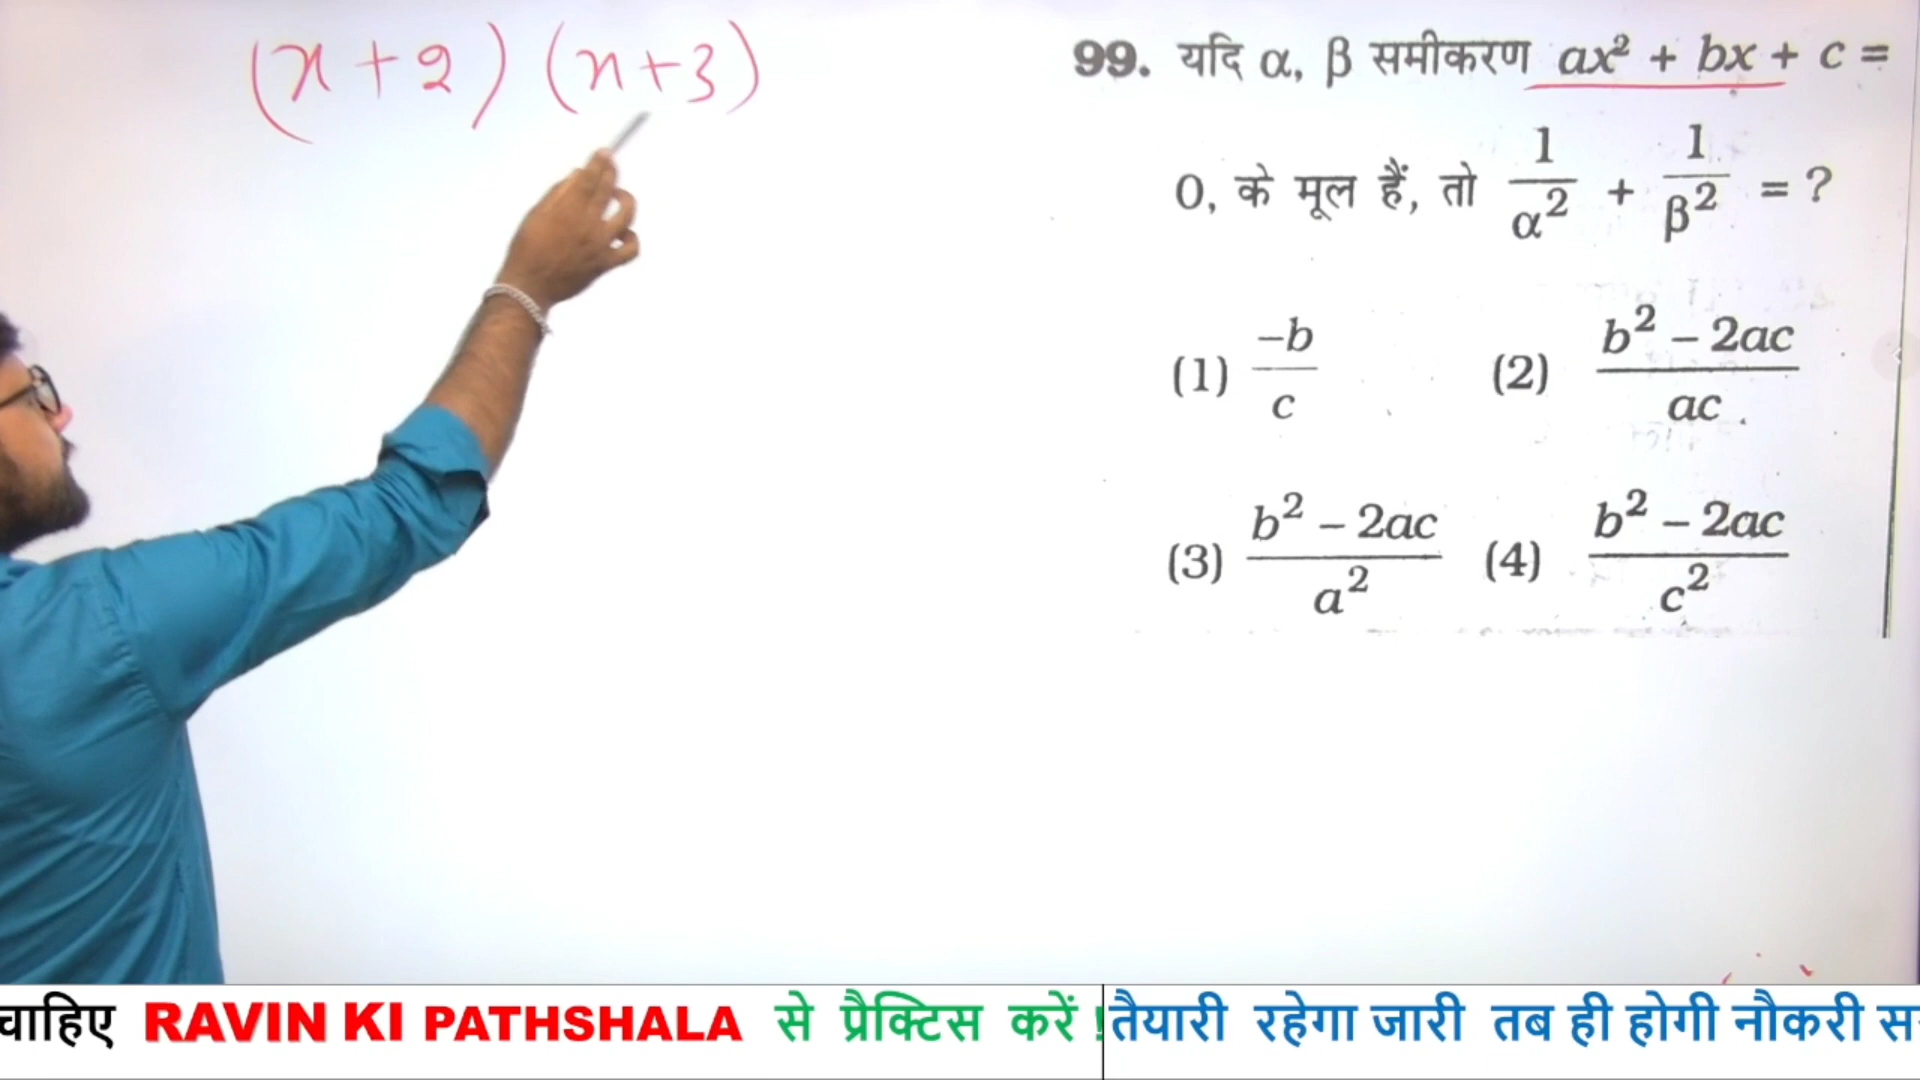 (x+2) (x+3)
99. यदि α, β समीकरण ax² + bx + c =
0, के मूल हैं, तो 1/α² + 1/β² = ?
(1) -b/c (2) b² - 2ac/ac
(3) b² - 2ac/a² (4) b² - 2ac/c²
चाहिए RAVIN KI PATHSHALA से प्रैक्टिस करें ! तैयारी रहेगा जारी तब ही होगी नौकरी